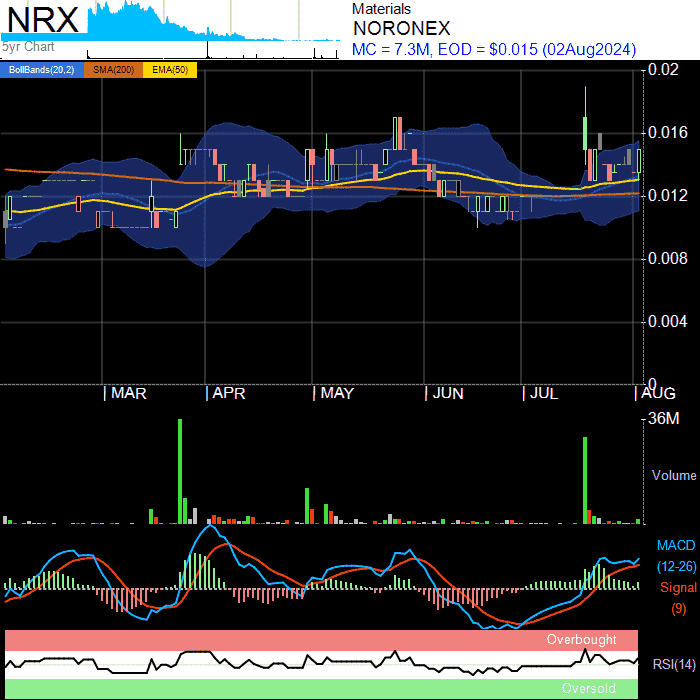 NRX
5yr Chart
Materials
NORONEX
MC = 7.3M, EOD = $0.015 (02Aug2024)
BollBands(20,2) SMA(200) EMA(50)
0.02
0.016
0.012
0.008
0.004
0
MAR APR MAY JUN JUL AUG
36M
Volume
MACD
(12-26)
Signal
(9)
Overbought
RSI(14)
Oversold